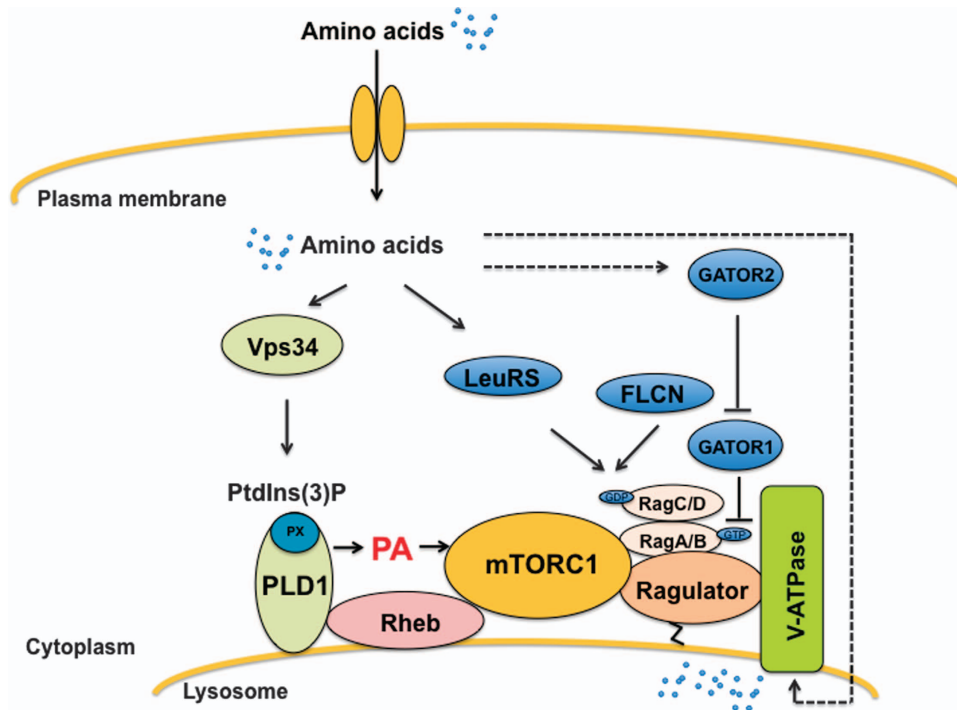 Amino acids
Plasma membrane
Amino acids
GATOR2
Vps34
LeuRS
FLCN
GATOR1
PtdIns(3)P
GDP
RagC/D
PX
PA
mTORC1
RagA/B
GTP
PLD1
Ragulator
V-ATPase
Rheb
Cytoplasm
Lysosome